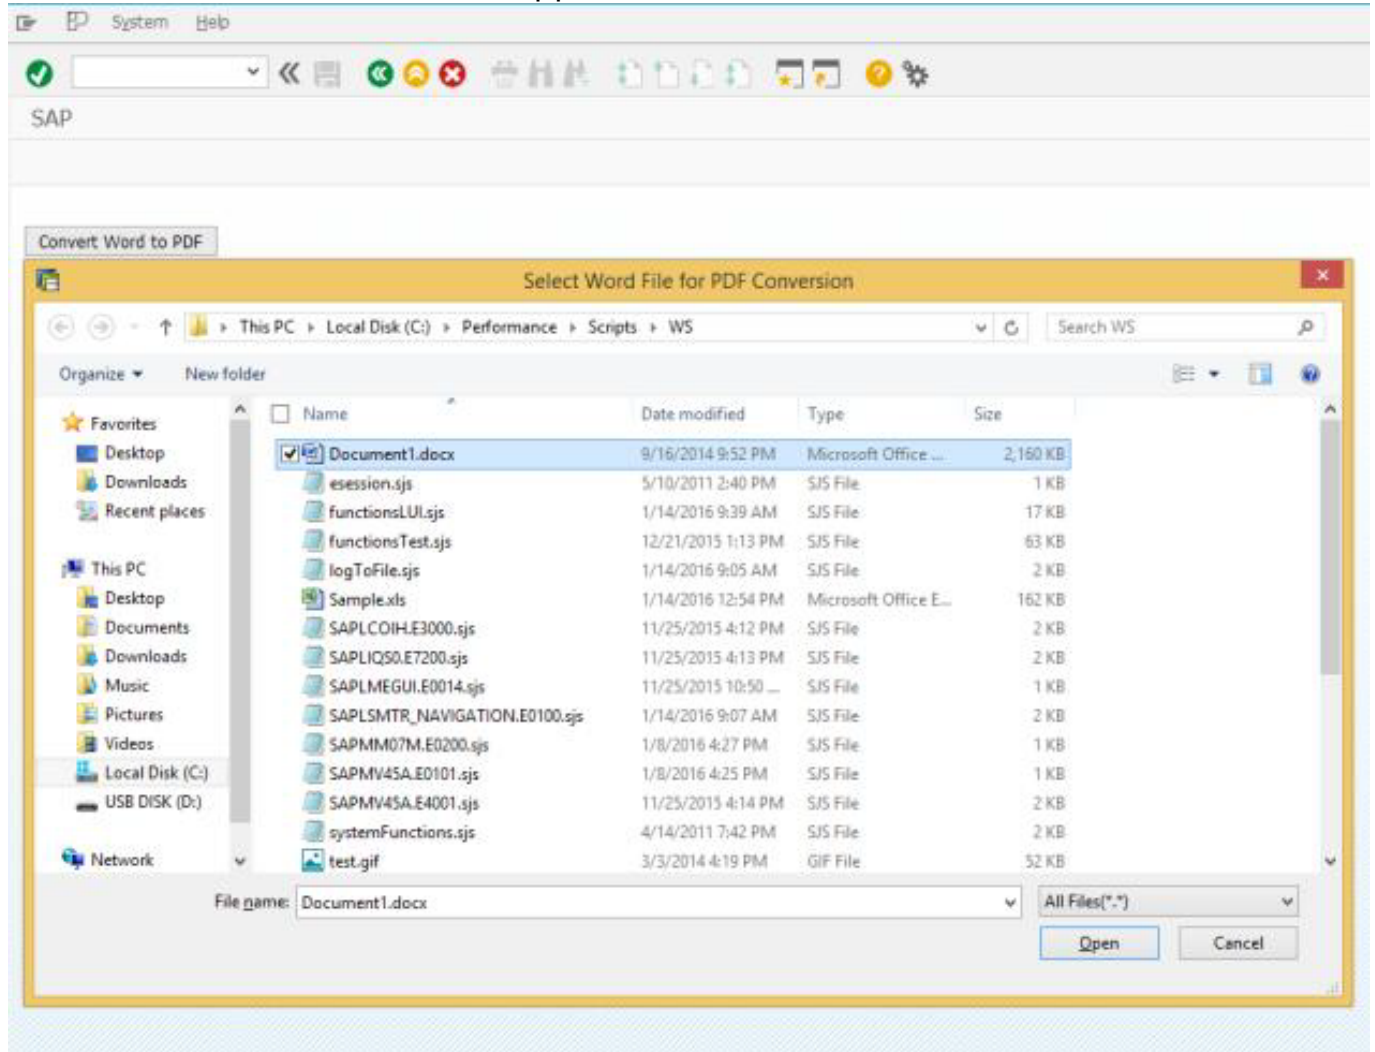 System Help
SAP
Convert Word to PDF
Select Word File for PDF Conversion
This PC Local Disk (C:) Performance Scripts WS Search WS
Organize New folder
Name Date modified Type Size
Favorites
Desktop Document1.docx 9/16/2014 9:52 PM Microsoft Office ... 2,160 KB
Downloads esession.sjs 5/10/2011 2:40 PM SJS File 1 KB
Recent places functionsLUI.sjs 1/14/2016 9:39 AM SJS File 17 KB
functionsTest.sjs 12/21/2015 1:13 PM SJS File 63 KB
This PC logToFile.sjs 1/14/2016 9:05 AM SJS File 2 KB
Desktop Sample.xls 1/14/2016 12:54 PM Microsoft Office E... 162 KB
Documents SAPLCOIH.E3000.sjs 11/25/2015 4:12 PM SJS File 2 KB
Downloads SAPLIQS0.E7200.sjs 11/25/2015 4:13 PM SJS File 2 KB
Music SAPLMEGUI.E0014.sjs 11/25/2015 10:50 ... SJS File 1 KB
Pictures SAPLSMTR_NAVIGATION.E0100.sjs 1/14/2016 9:07 AM SJS File 2 KB
Videos SAPMM07M.E0200.sjs 1/8/2016 4:27 PM SJS File 1 KB
Local Disk (C:) SAPMV45A.E0101.sjs 1/8/2016 4:25 PM SJS File 1 KB
USB DISK (D:) SAPMV45A.E4001.sjs 11/25/2015 4:14 PM SJS File 2 KB
systemFunctions.sjs 4/14/2011 7:42 PM SJS File 2 KB
Network test.gif 3/3/2014 4:19 PM GIF File 52 KB
File name: Document1.docx All Files(*.*)
Open Cancel